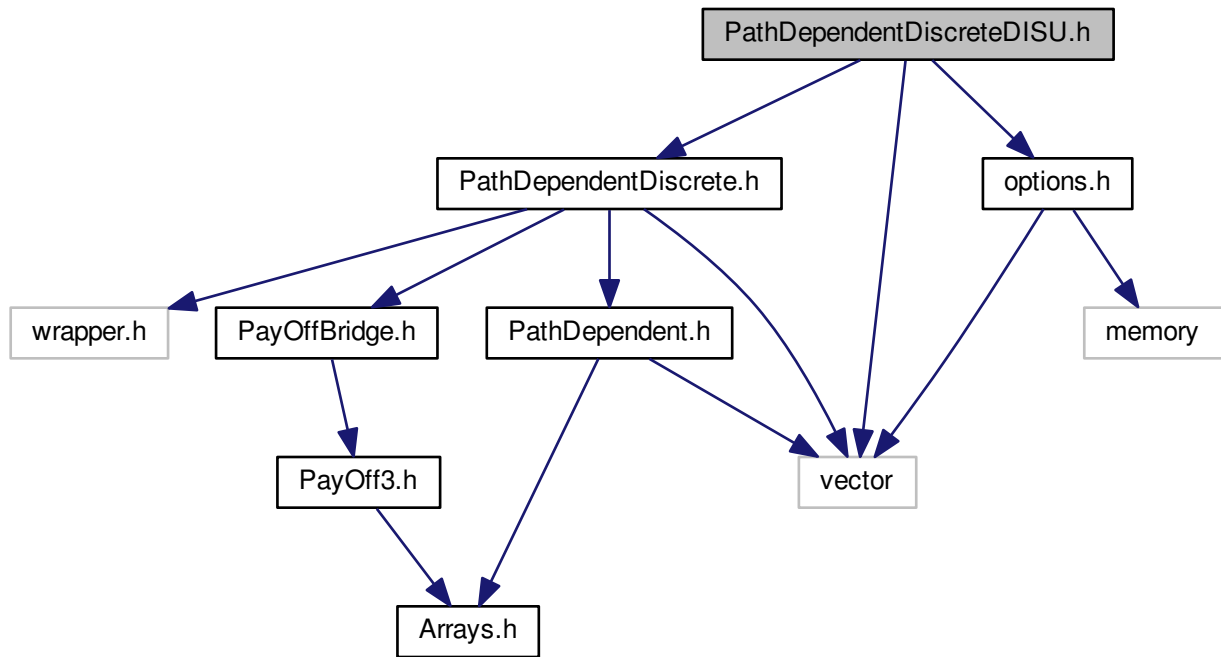 PathDependentDiscreteDISU.h
PathDependentDiscrete.h
options.h
wrapper.h
PayOffBridge.h
PathDependent.h
memory
PayOff3.h
vector
Arrays.h